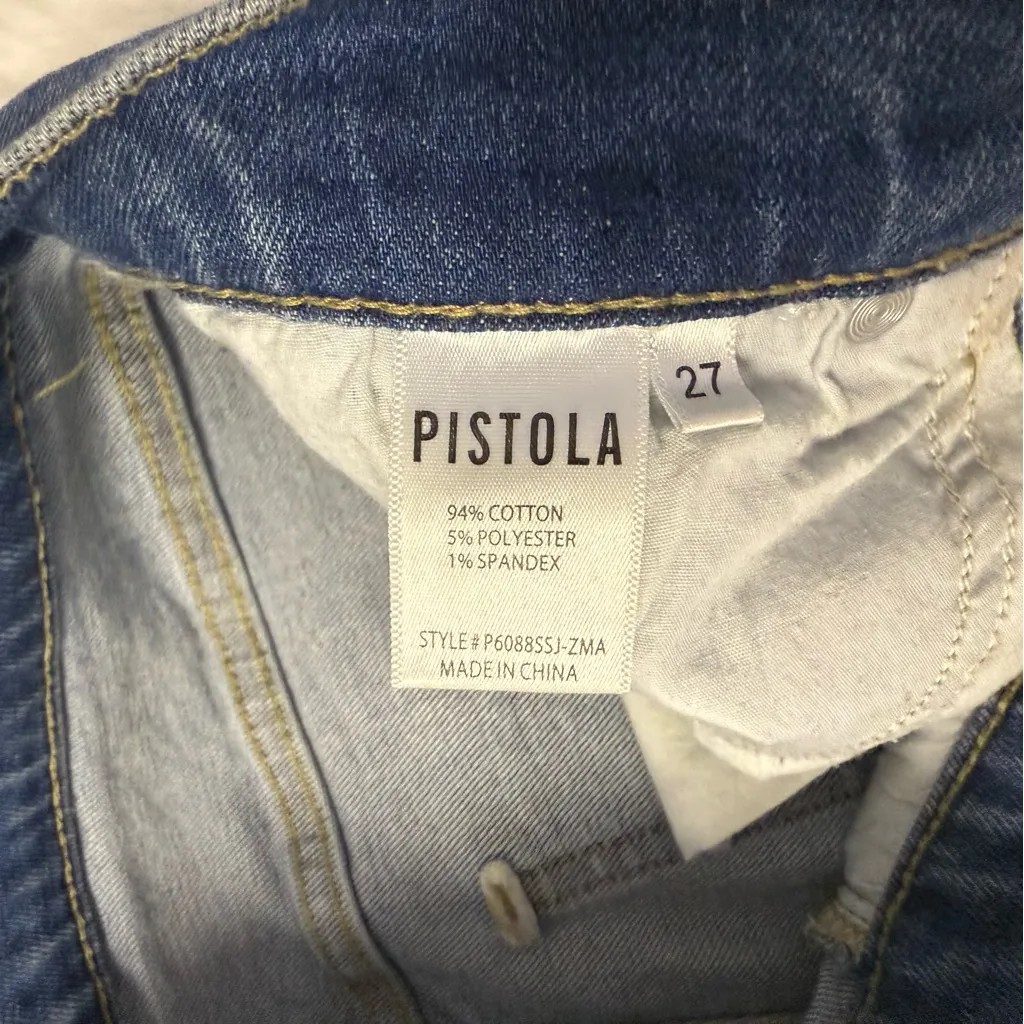 PISTOLA
27
94% COTTON
5% POLYESTER
1% SPANDEX
STYLE# P6088SSJ-ZMA
MADE IN CHINA